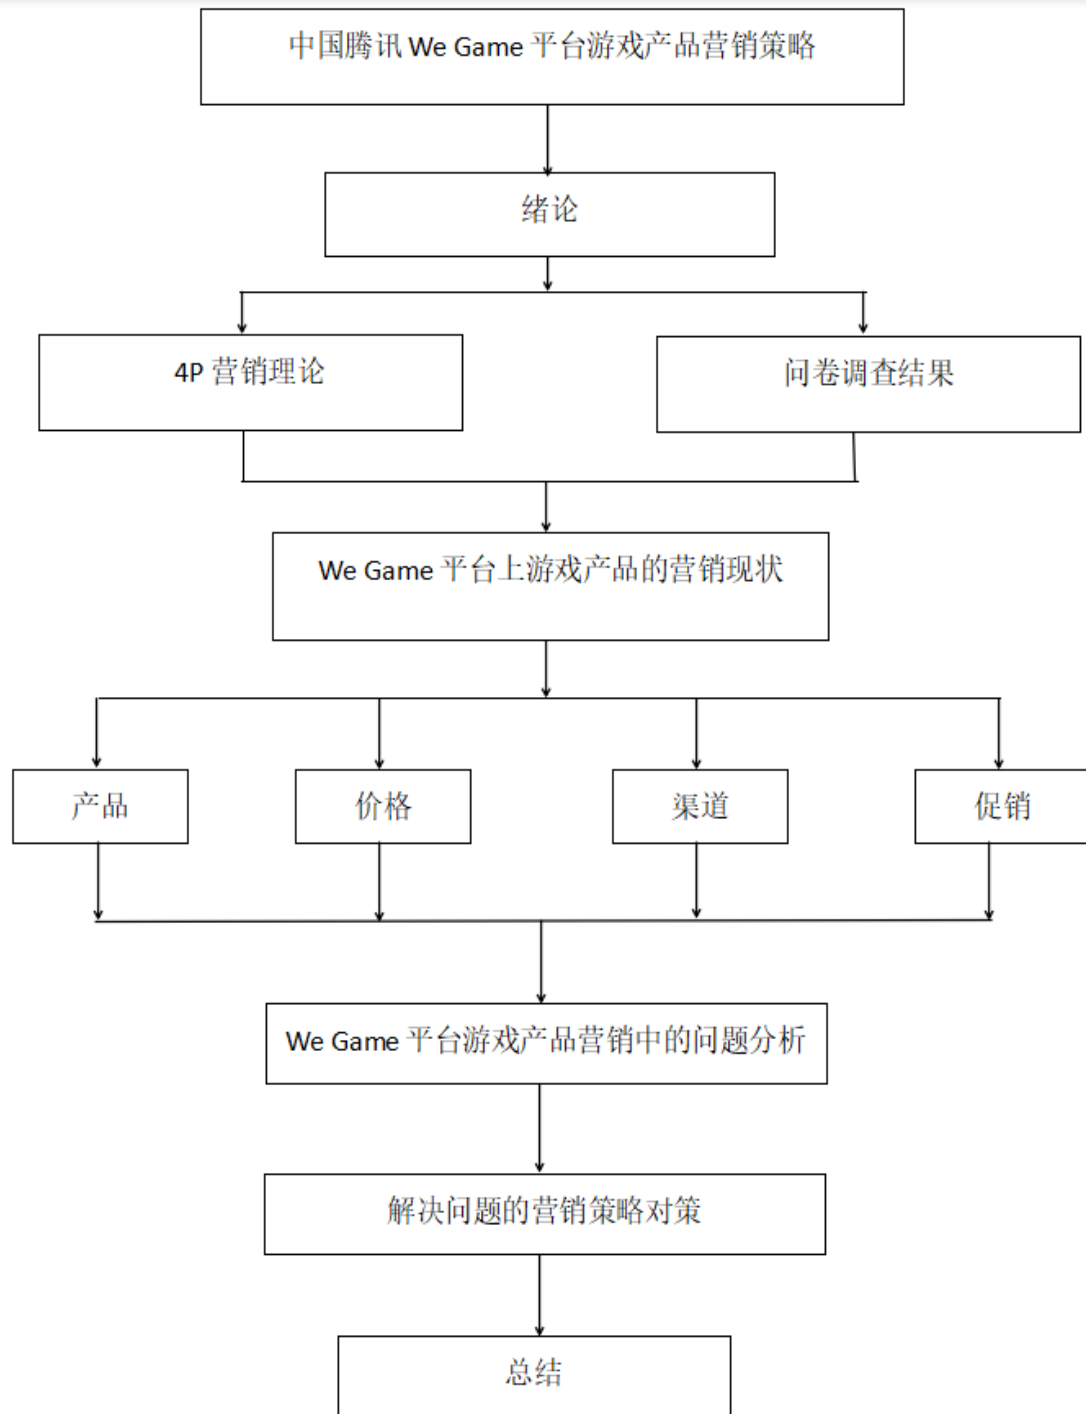 中国腾讯 We Game 平台游戏产品营销策略
绪论
4P 营销理论
问卷调查结果
We Game 平台上游戏产品的营销现状
产品
价格
渠道
促销
We Game 平台游戏产品营销中的问题分析
解决问题的营销策略对策
总结